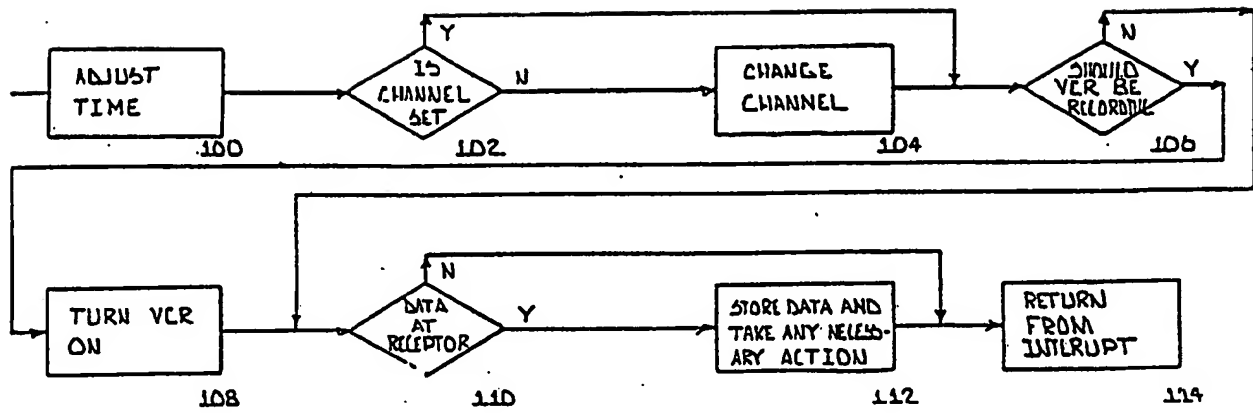 Y
N
ADJUST
TIME
IS
CHANNEL
SET
N
CHANGE
CHANNEL
SHOULD
VCR BE
RECORDING
Y
100
102
104
106
N
TURN VCR
ON
DATA
AT
RECEPTOR
Y
STORE DATA AND
TAKE ANY NECESS-
ARY ACTION
RETURN
FROM
INTERUPT
108
110
112
114